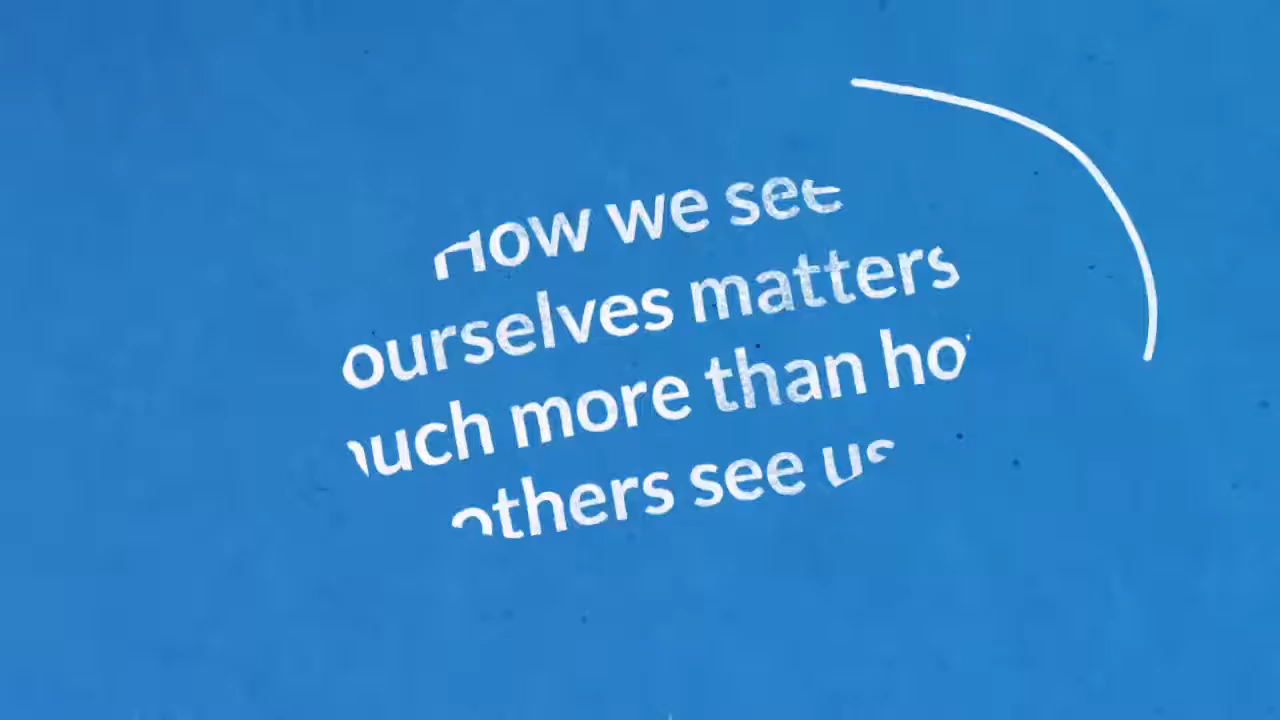 How we see
ourselves matters
much more than how
others see us